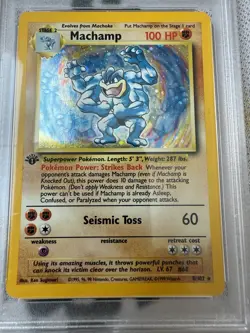 Evolves from Machoke
Put Machamp on the Stage 1 card
STAGE 2
Machamp
100 HP
EDITION
1
Superpower Pokémon. Length: 5' 3", Weight: 287 lbs.
Pokémon Power: Strikes Back Whenever your
opponent's attack damages Machamp (even if Machamp is
Knocked Out), this power does 10 damage to the attacking
Pokémon. (Don't apply Weakness and Resistance.) This
power can't be used if Machamp is already Asleep,
Confused, or Paralyzed when your opponent attacks.
Seismic Toss
60
weakness
resistance
retreat cost
Using its amazing muscles, it throws powerful punches that
can knock its victim clear over the horizon. LV. 67 #68
Illus. Ken Sugimori